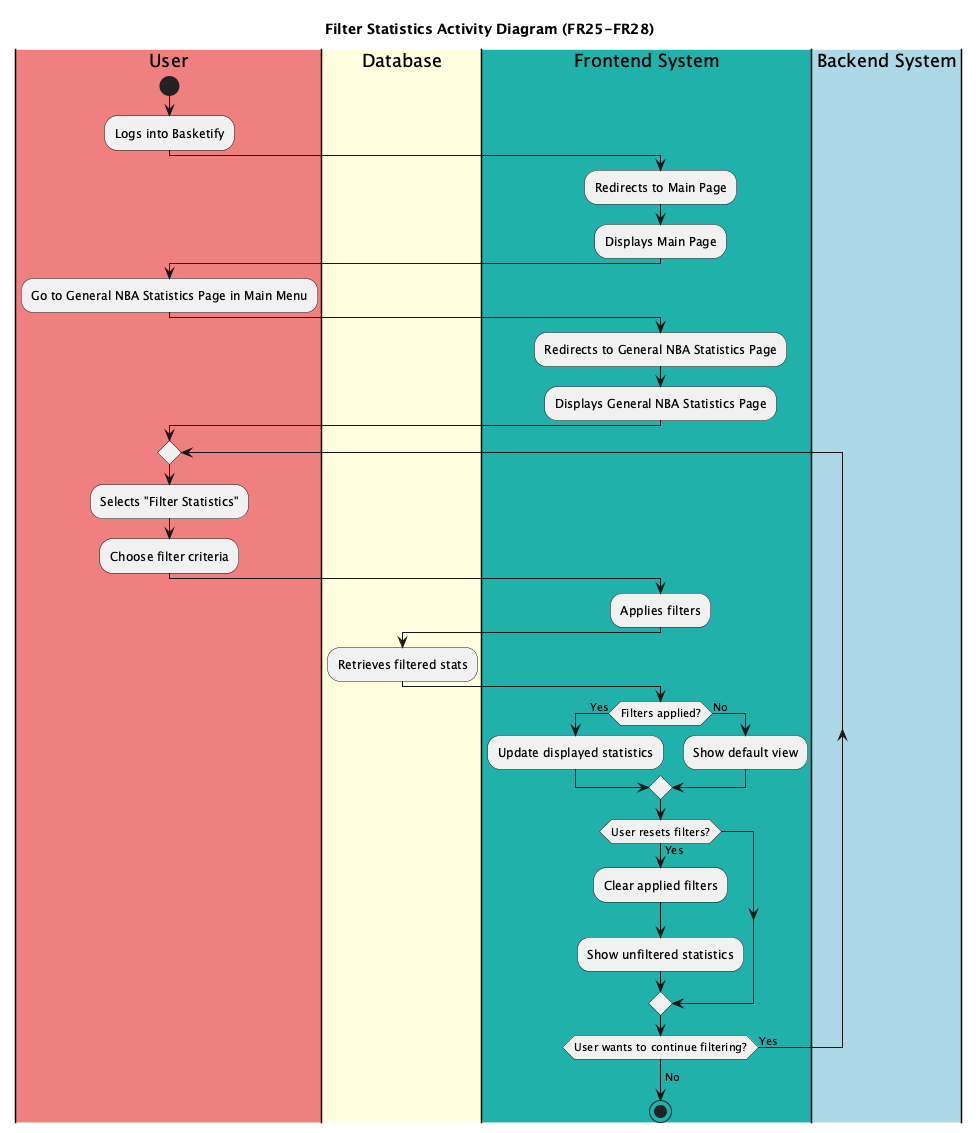 Filter Statistics Activity Diagram (FR25-FR28)
User
Database
Frontend System
Backend System
Logs into Basketify
Redirects to Main Page
Displays Main Page
Go to General NBA Statistics Page in Main Menu
Redirects to General NBA Statistics Page
Displays General NBA Statistics Page
Selects "Filter Statistics"
Choose filter criteria
Applies filters
Retrieves filtered stats
Yes
Filters applied?
No
Update displayed statistics
Show default view
User resets filters?
Yes
Clear applied filters
Show unfiltered statistics
User wants to continue filtering?
Yes
No